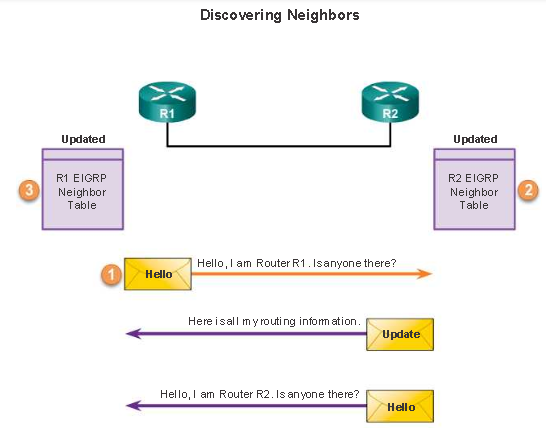 Discovering Neighbors
R1
R2
Updated
Updated
R1 EIGRP
Neighbor
Table
3
R2 EIGRP
Neighbor
Table
2
1
Hello
Hello, I am Router R1. Is anyone there?
Here is all my routing information.
Update
Hello, I am Router R2. Is anyone there?
Hello